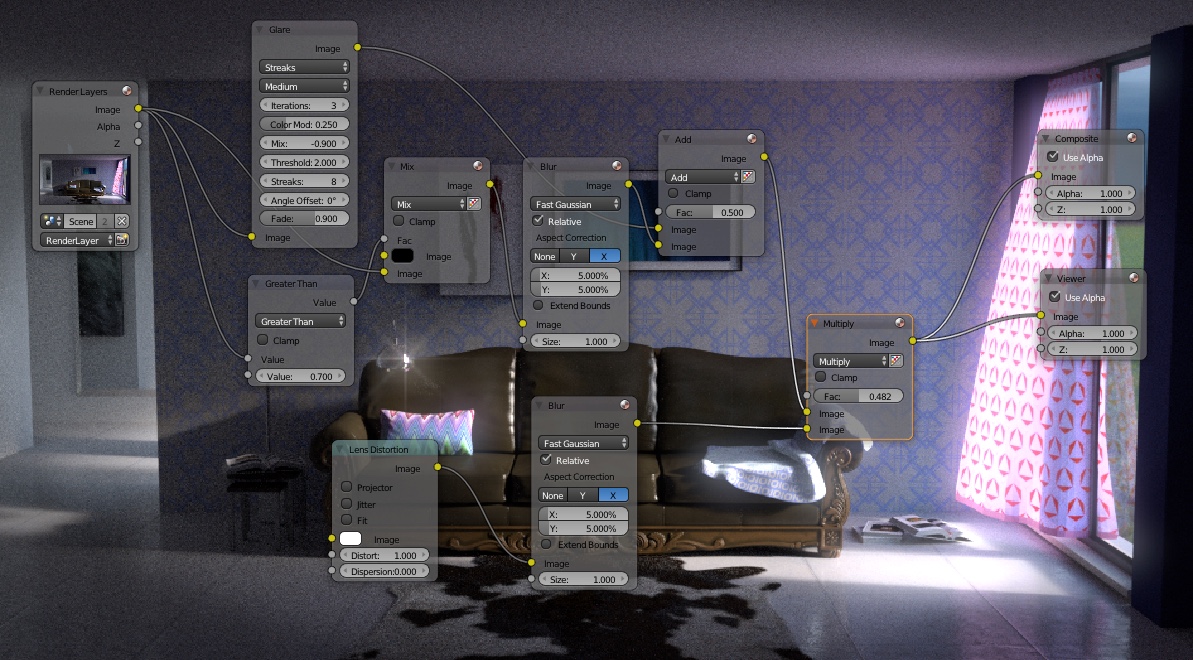 Render Layers
Image
Alpha
Z
Scene
2
RenderLayer
Glare
Image
Streaks
Medium
Iterations: 3
Color Mod: 0.250
Mix: -0.900
Threshold: 2.000
Streaks: 8
Angle Offset: 0°
Fade: 0.900
Image
Greater Than
Value
Greater Than
Clamp
Value
Value: 0.700
Mix
Image
Mix
Clamp
Fac
Image
Image
Blur
Image
Fast Gaussian
Relative
Aspect Correction
None Y X
X: 5.000%
Y: 5.000%
Extend Bounds
Image
Size: 1.000
Add
Image
Add
Clamp
Fac: 0.500
Image
Image
Lens Distortion
Image
Projector
Jitter
Fit
Image
Distort: 1.000
Dispersion:0.000
Blur
Image
Fast Gaussian
Relative
Aspect Correction
None Y X
X: 5.000%
Y: 5.000%
Extend Bounds
Image
Size: 1.000
Multiply
Image
Multiply
Clamp
Fac: 0.482
Image
Image
Composite
Use Alpha
Image
Alpha: 1.000
Z: 1.000
Viewer
Use Alpha
Image
Alpha: 1.000
Z: 1.000